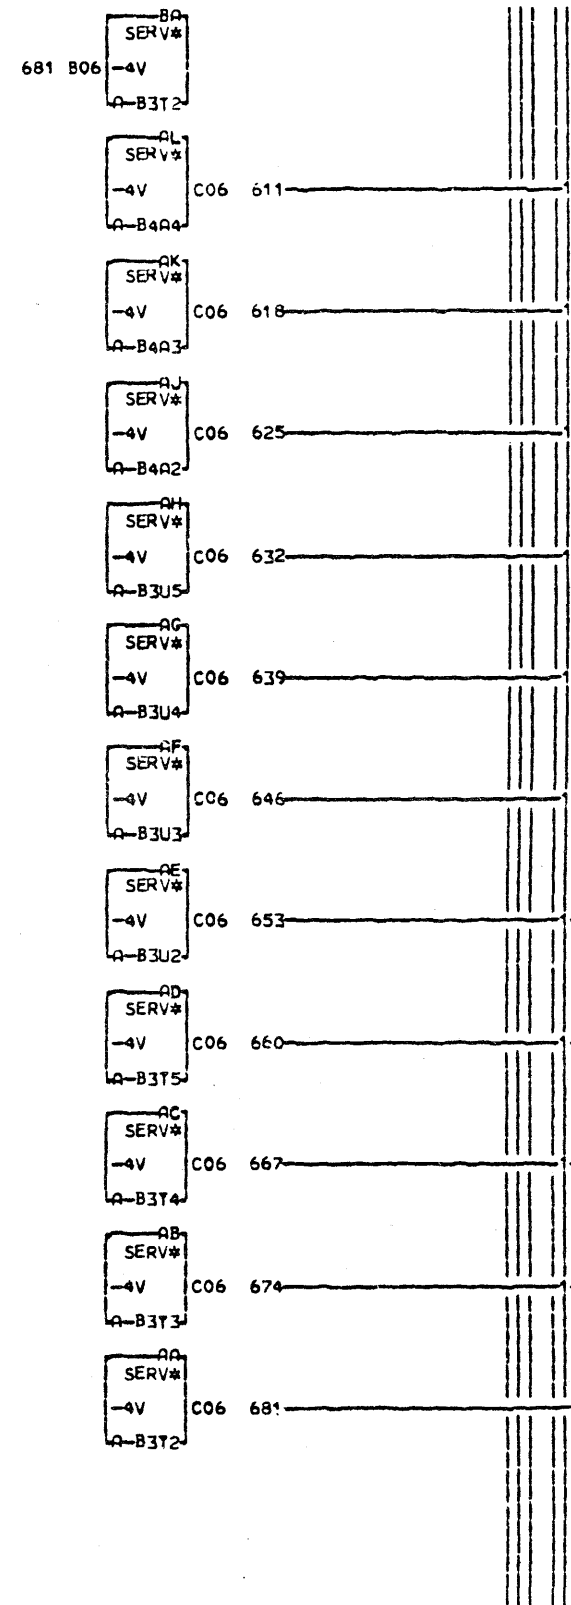 BA
SERV*
681 B06 -4V
A-B3T2
AL
SERV*
-4V C06 611
A-B4A4
AK
SERV*
-4V C06 618
A-B4A3
AJ
SERV*
-4V C06 625
A-B4A2
AH
SERV*
-4V C06 632
A-B3U5
AG
SERV*
-4V C06 639
A-B3U4
AF
SERV*
-4V C06 646
A-B3U3
AE
SERV*
-4V C06 653
A-B3U2
AD
SERV*
-4V C06 660
A-B3T5
AC
SERV*
-4V C06 667
A-B3T4
AB
SERV*
-4V C06 674
A-B3T3
AA
SERV*
-4V C06 681
A-B3T2